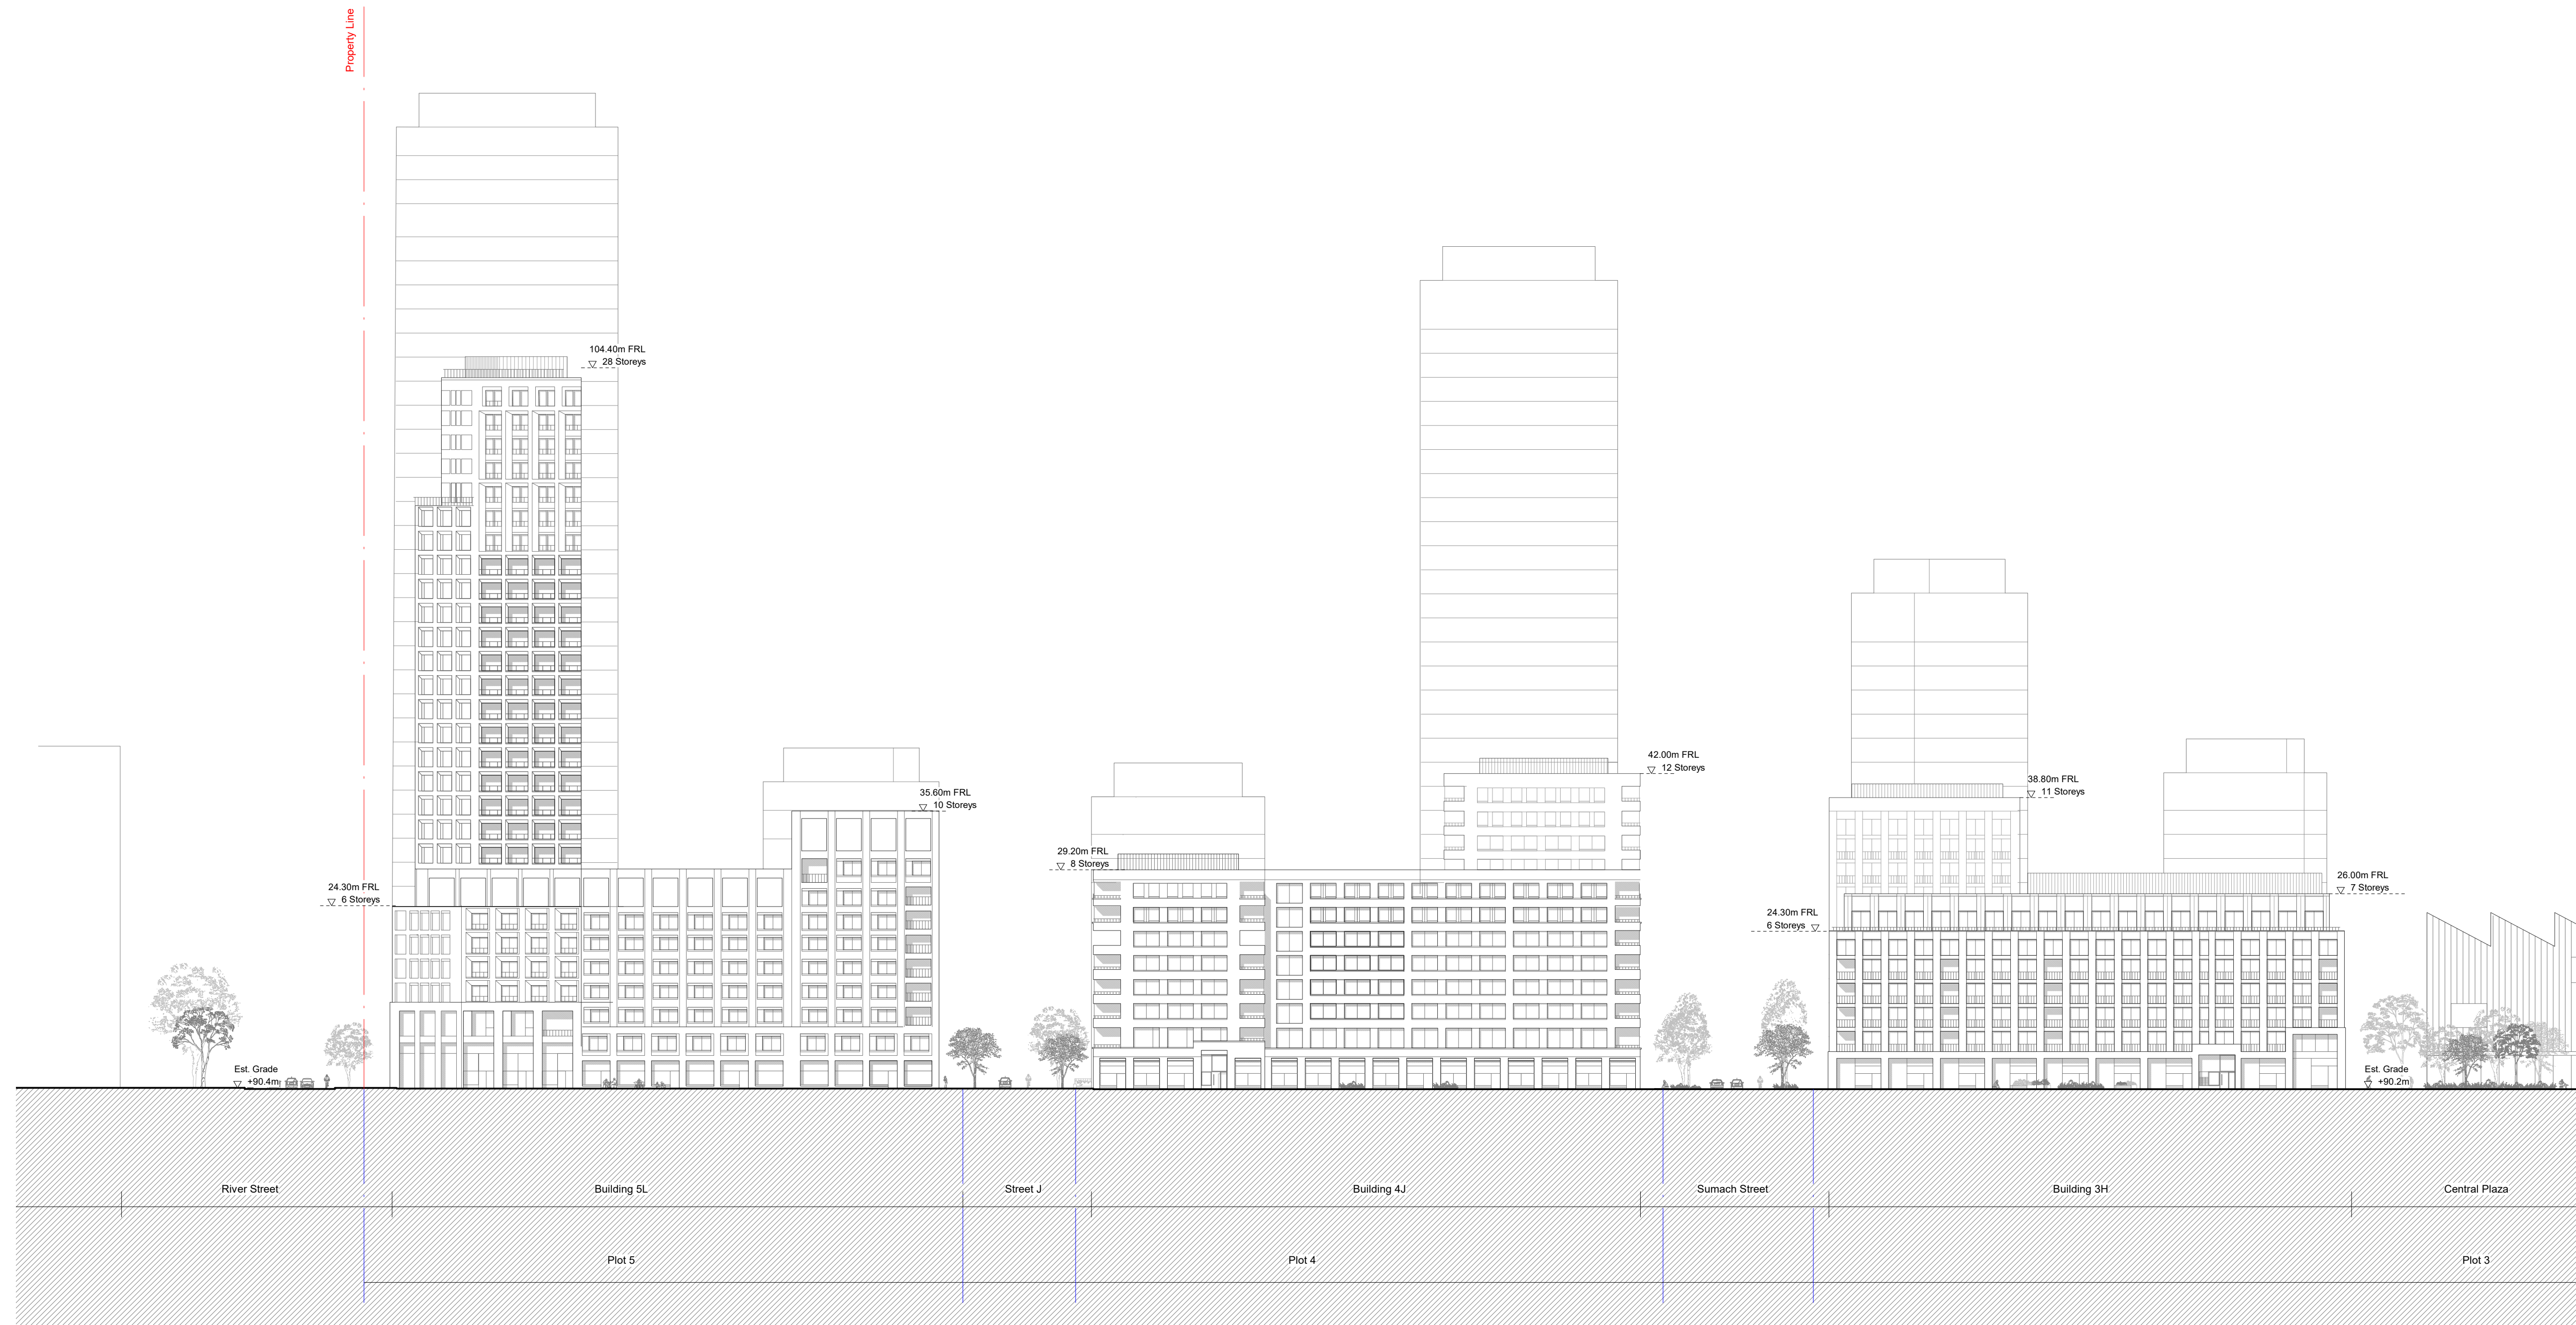 Property Line
104.40m FRL
28 Storeys
42.00m FRL
12 Storeys
38.80m FRL
11 Storeys
35.60m FRL
10 Storeys
29.20m FRL
8 Storeys
26.00m FRL
7 Storeys
24.30m FRL
6 Storeys
24.30m FRL
6 Storeys
Est. Grade
+90.4m
Est. Grade
+90.2m
River Street
Building 5L
Street J
Building 4J
Sumach Street
Building 3H
Central Plaza
Plot 5
Plot 4
Plot 3